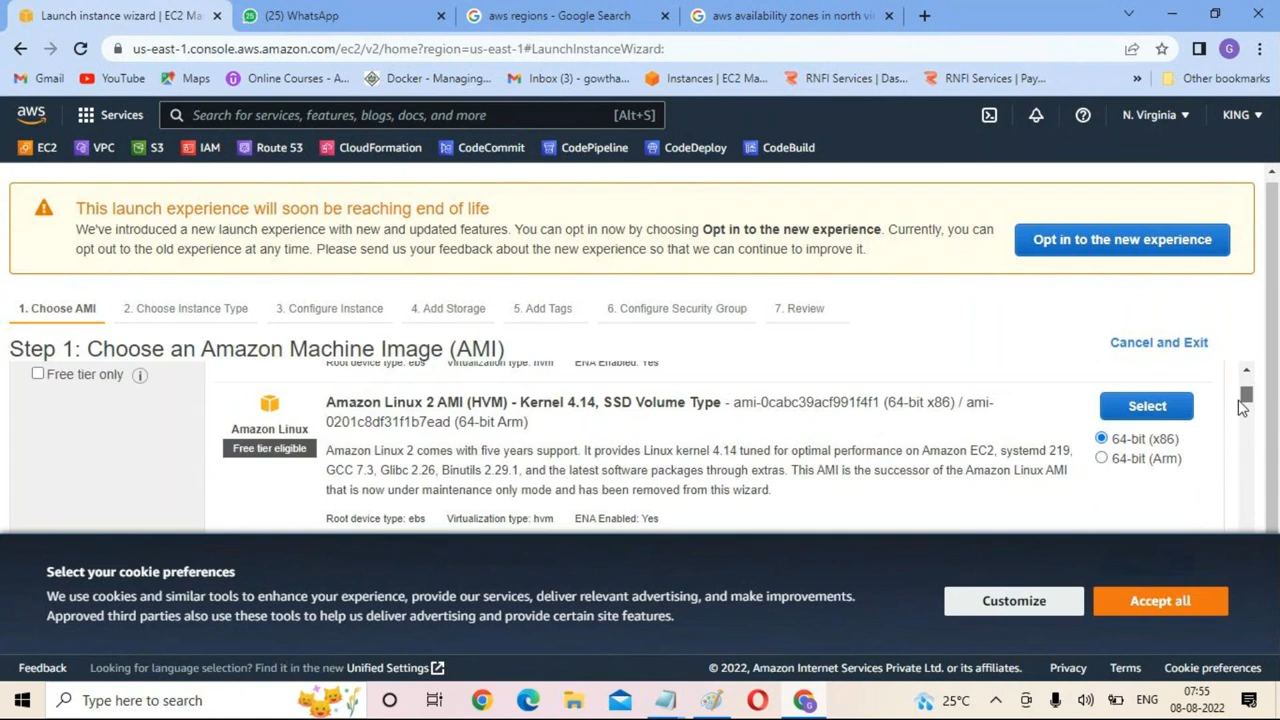 Launch instance wizard | EC2 Ma
(25) WhatsApp
aws regions - Google Search
aws availability zones in north vi
us-east-1.console.aws.amazon.com/ec2/v2/home?region=us-east-1#LaunchInstanceWizard:
G
Gmail
YouTube
Maps
Online Courses - A...
Docker - Managing...
Inbox (3) - gowtha...
Instances | EC2 Ma...
RNFI Services | Das...
RNFI Services | Pay...
»
Other bookmarks
aws
Services
Search for services, features, blogs, docs, and more
[Alt+S]
N. Virginia
KING
EC2
VPC
S3
IAM
Route 53
CloudFormation
CodeCommit
CodePipeline
CodeDeploy
CodeBuild
This launch experience will soon be reaching end of life
We've introduced a new launch experience with new and updated features. You can opt in now by choosing Opt in to the new experience. Currently, you can
opt out to the old experience at any time. Please send us your feedback about the new experience so that we can continue to improve it.
Opt in to the new experience
1. Choose AMI
2. Choose Instance Type
3. Configure Instance
4. Add Storage
5. Add Tags
6. Configure Security Group
7. Review
Step 1: Choose an Amazon Machine Image (AMI)
Cancel and Exit
Root device type: ebs
Virtualization type: hvm
ENA Enabled: Yes
Free tier only
Amazon Linux
Free tier eligible
Amazon Linux 2 AMI (HVM) - Kernel 4.14, SSD Volume Type - ami-0cabc39acf991f4f1 (64-bit x86) / ami-
0201c8df31f1b7ead (64-bit Arm)
Amazon Linux 2 comes with five years support. It provides Linux kernel 4.14 tuned for optimal performance on Amazon EC2, systemd 219,
GCC 7.3, Glibc 2.26, Binutils 2.29.1, and the latest software packages through extras. This AMI is the successor of the Amazon Linux AMI
that is now under maintenance only mode and has been removed from this wizard.
Root device type: ebs
Virtualization type: hvm
ENA Enabled: Yes
Select
64-bit (x86)
64-bit (Arm)
Select your cookie preferences
We use cookies and similar tools to enhance your experience, provide our services, deliver relevant advertising, and make improvements.
Approved third parties also use these tools to help us deliver advertising and provide certain site features.
Customize
Accept all
Feedback
Looking for language selection? Find it in the new Unified Settings
© 2022, Amazon Internet Services Private Ltd. or its affiliates.
Privacy
Terms
Cookie preferences
Type here to search
25°C
ENG
07:55
08-08-2022